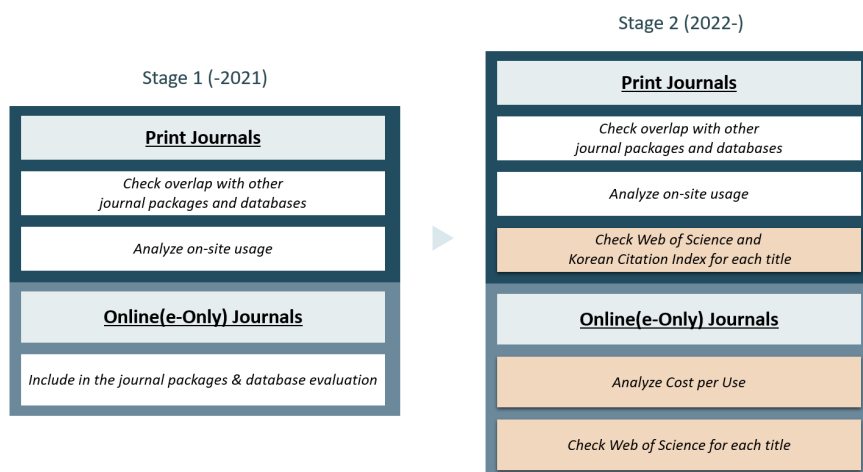 Stage 1 (-2021)
Print Journals
Check overlap with other
journal packages and databases
Analyze on-site usage
Online(e-Only) Journals
Include in the journal packages & database evaluation
Stage 2 (2022-)
Print Journals
Check overlap with other
journal packages and databases
Analyze on-site usage
Check Web of Science and
Korean Citation Index for each title
Online(e-Only) Journals
Analyze Cost per Use
Check Web of Science for each title